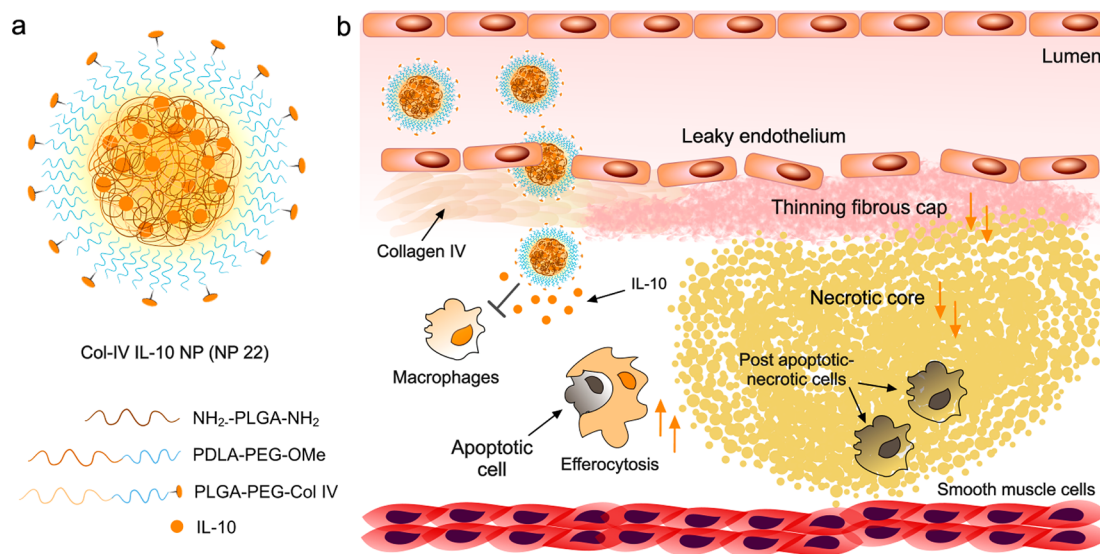 a
Col-IV IL-10 NP (NP 22)
NH₂-PLGA-NH₂
PDLA-PEG-OMe
PLGA-PEG-Col IV
IL-10
b
Lumen
Leaky endothelium
Thinning fibrous cap
Collagen IV
IL-10
Necrotic core
Macrophages
Post apoptotic-
necrotic cells
Apoptotic
cell
Efferocytosis
Smooth muscle cells